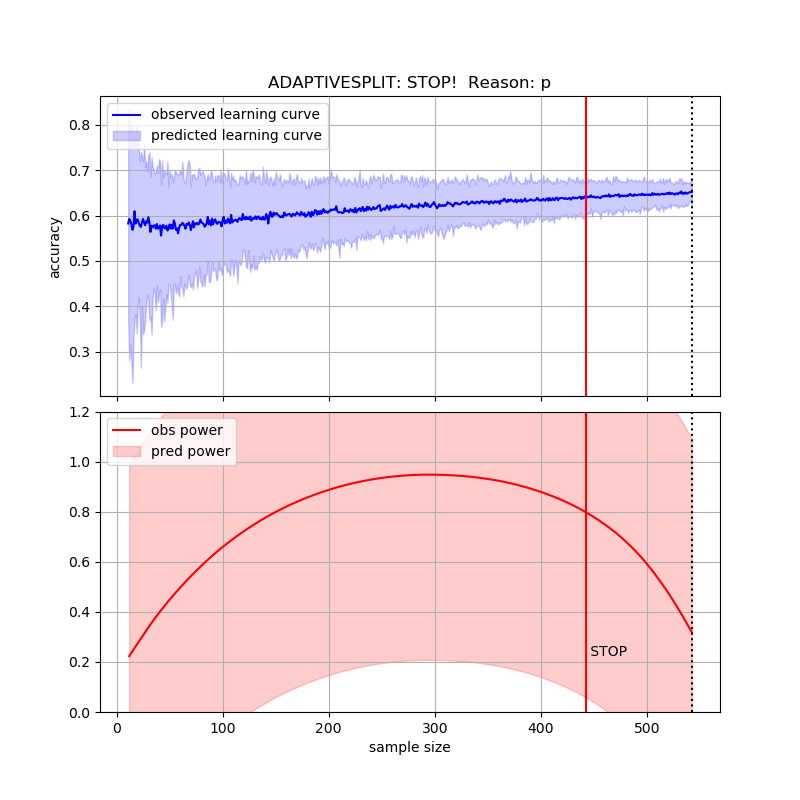 ADAPTIVESPLIT: STOP!  Reason: p
observed learning curve
predicted learning curve
0.8
0.7
0.6
0.5
0.4
0.3
accuracy
obs power
pred power
1.2
1.0
0.8
0.6
0.4
0.2
0.0
STOP
0 100 200 300 400 500
sample size